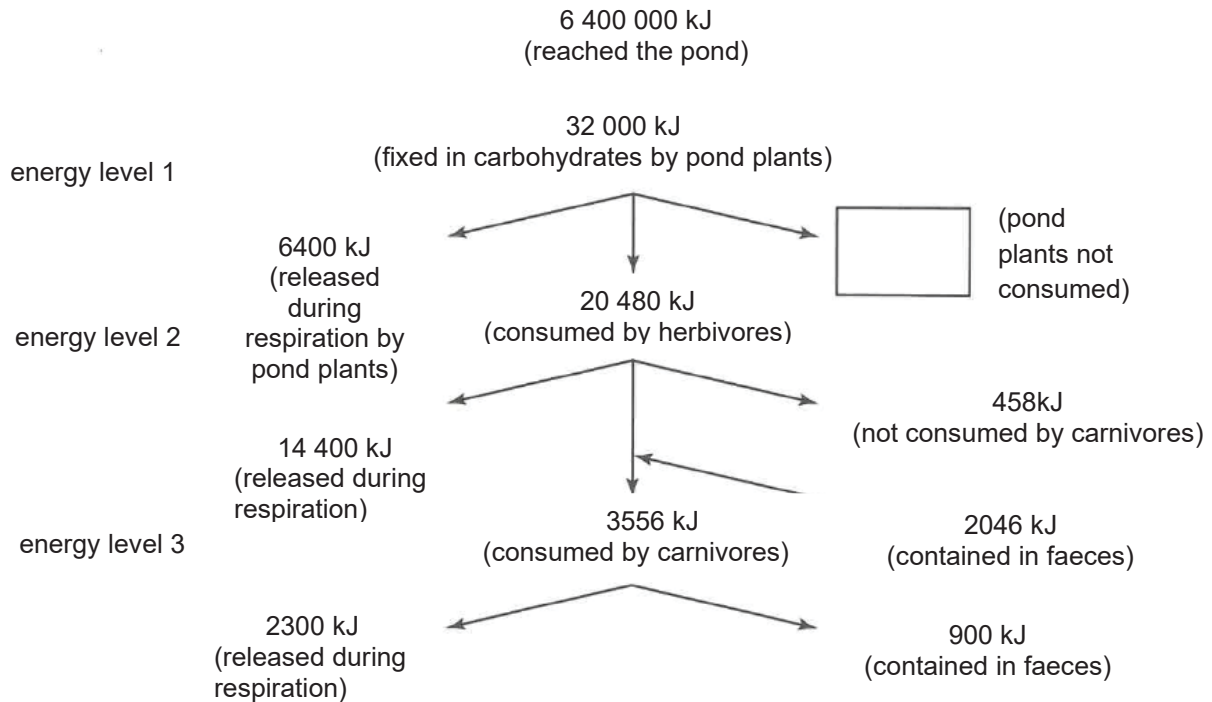 6 400 000 kJ
(reached the pond)
32 000 kJ
(fixed in carbohydrates by pond plants)
energy level 1
6400 kJ
(released
during
respiration by
pond plants)
20 480 kJ
(consumed by herbivores)
(pond
plants not
consumed)
energy level 2
14 400 kJ
(released during
respiration)
458kJ
(not consumed by carnivores)
energy level 3
3556 kJ
(consumed by carnivores)
2046 kJ
(contained in faeces)
2300 kJ
(released during
respiration)
900 kJ
(contained in faeces)